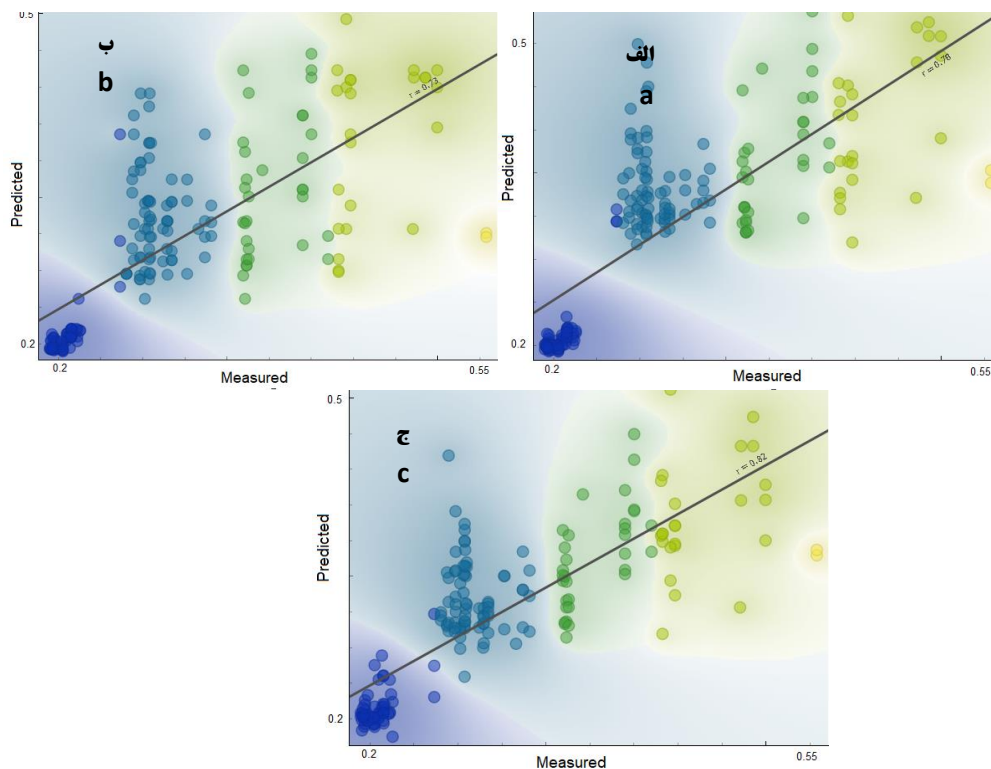 0.5
ب
b
r = 0.73
Predicted
0.2
0.2
0.55
Measured
0.5
الف
a
r = 0.78
Predicted
0.2
0.2
0.55
Measured
0.5
ج
c
r = 0.82
Predicted
0.2
0.2
0.55
Measured